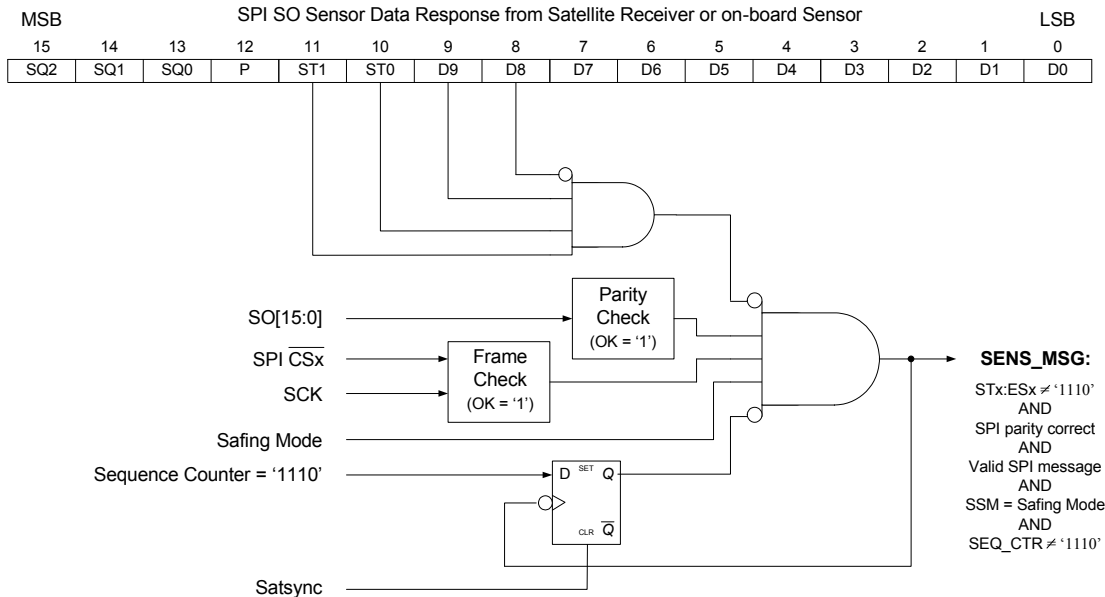 SPI SO Sensor Data Response from Satellite Receiver or on-board Sensor
MSB LSB
15 14 13 12 11 10 9 8 7 6 5 4 3 2 1 0
SQ2 SQ1 SQ0 P ST1 ST0 D9 D8 D7 D6 D5 D4 D3 D2 D1 D0
SO[15:0]
Parity
Check
(OK = '1')
SPI CSx
SCK
Frame
Check
(OK = '1')
Safing Mode
Sequence Counter = '1110'
D SET Q
CLR Q
Satsync
SENS_MSG:
STx:ESx ≠ '1110'
AND
SPI parity correct
AND
Valid SPI message
AND
SSM = Safing Mode
AND
SEQ_CTR ≠ '1110'